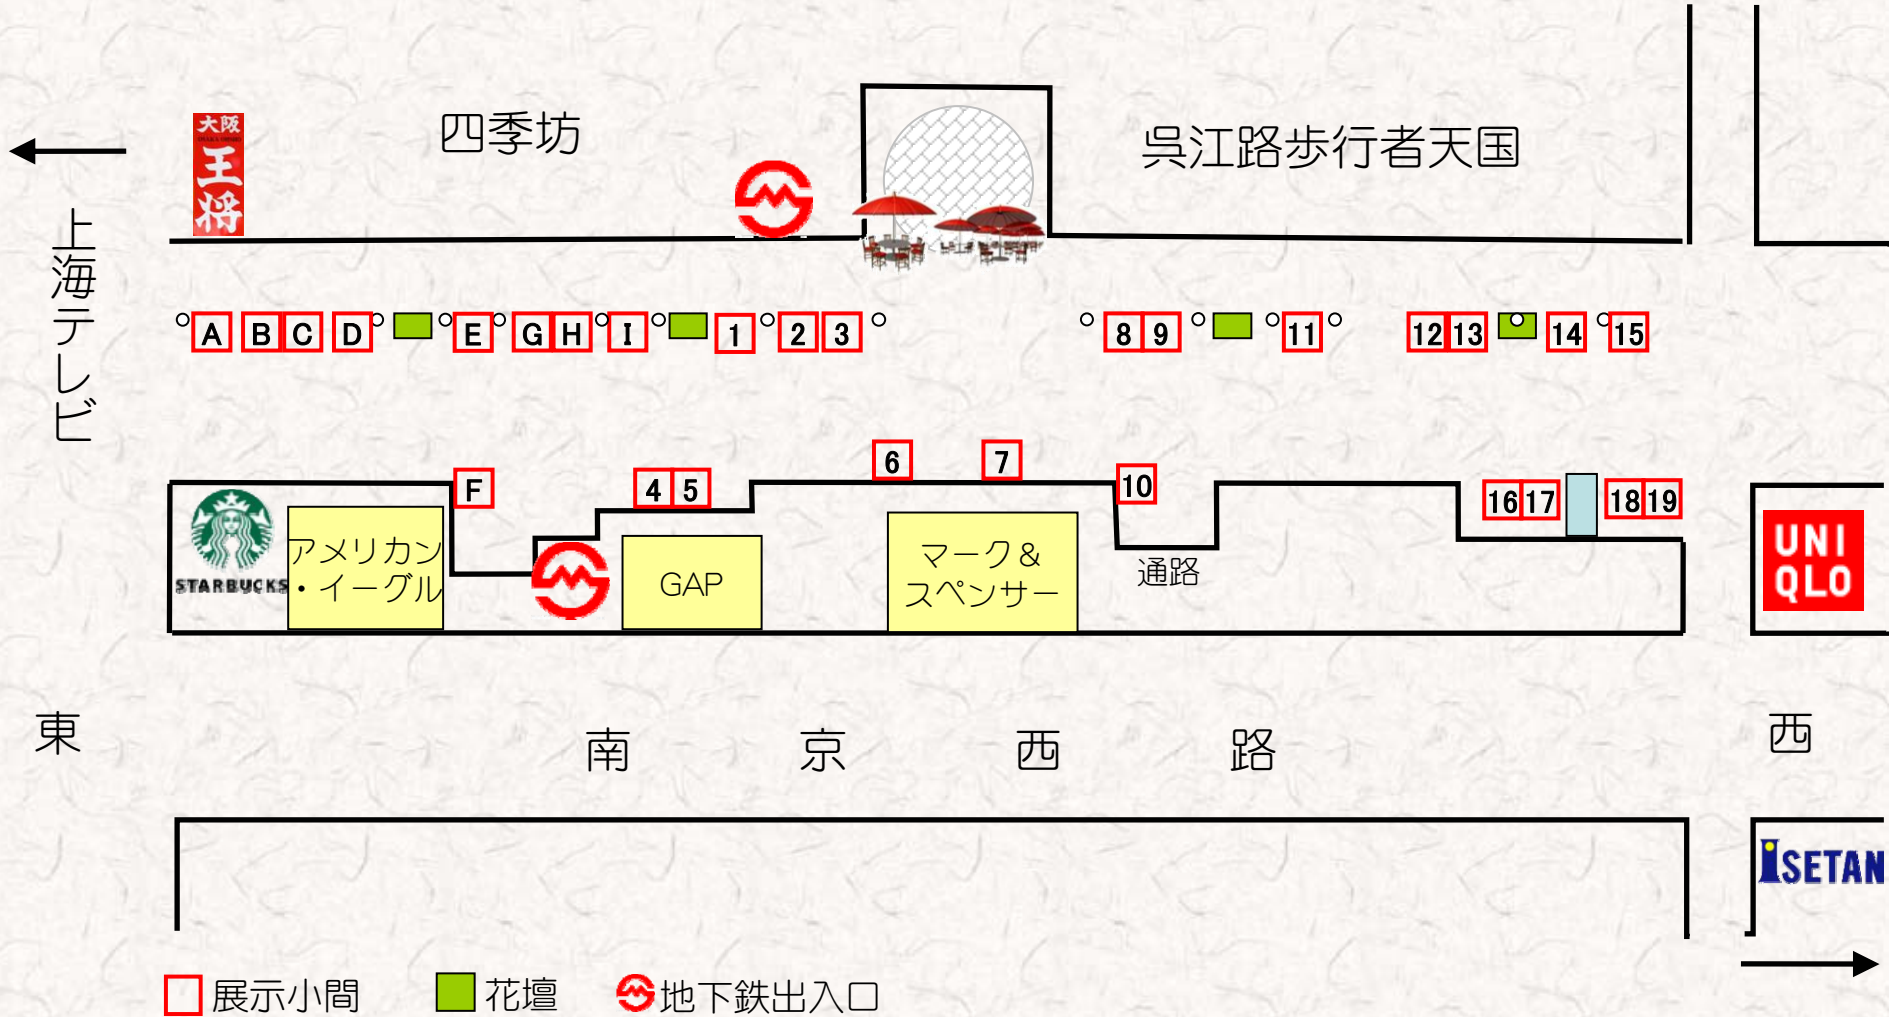 四季坊
呉江路歩行者天国
大阪
王将
上海テレビ
A B C D E G H I 1 2 3 8 9 11 12 13 14 15
F 4 5 6 7 10 16 17 18 19
STARBUCKS
アメリカン
・イーグル
GAP
マーク&
スペンサー
通路
UNI
QLO
東
南京西路
西
ISETAN
展示小間
花壇
地下鉄出入口